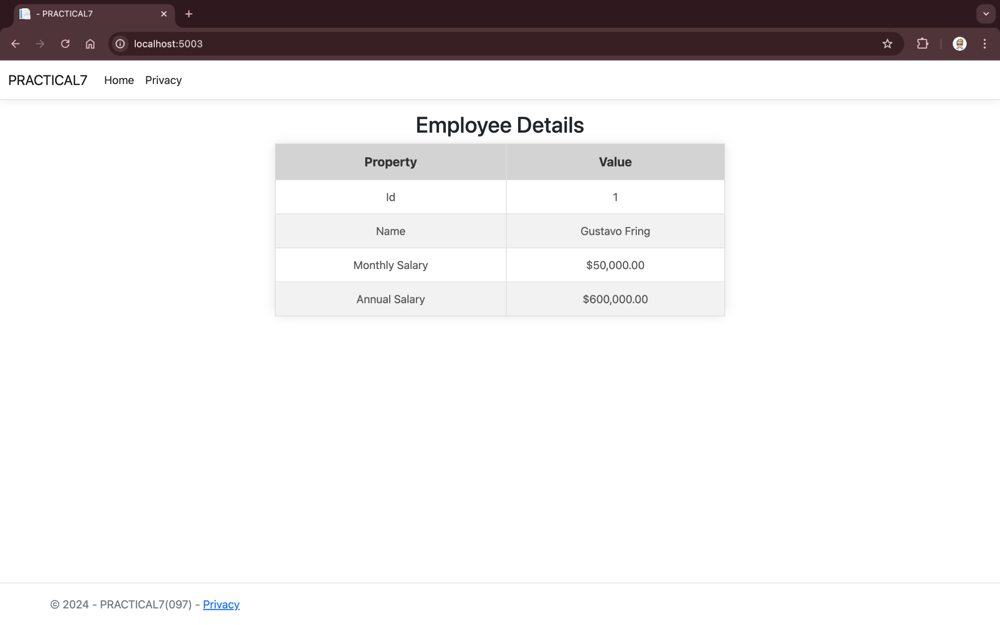 - PRACTICAL7
localhost:5003
PRACTICAL7 Home Privacy
Employee Details
Property Value
Id 1
Name Gustavo Fring
Monthly Salary $50,000.00
Annual Salary $600,000.00
© 2024 - PRACTICAL7(097) - Privacy